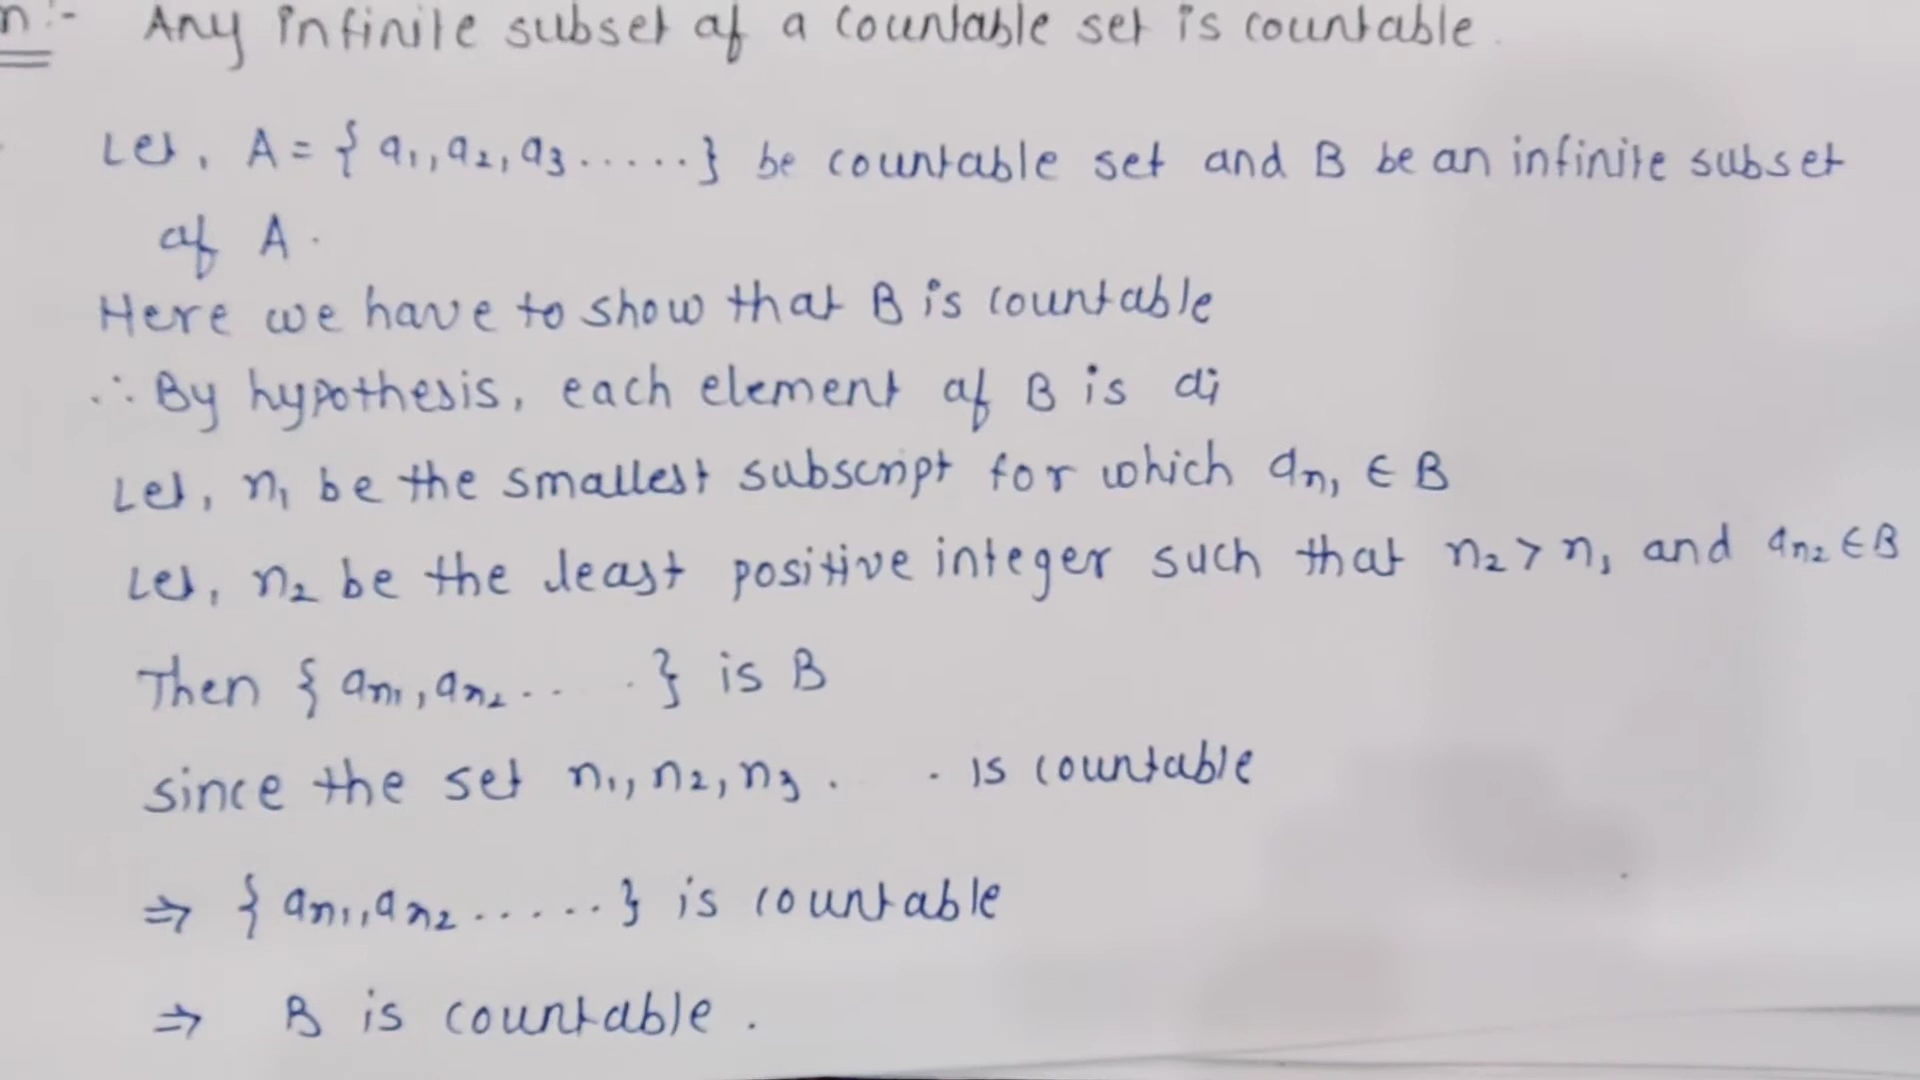 n:- Any infinite subset of a countable set is countable.
Let, A = { a₁, a₂, a₃ ...... } be countable set and B be an infinite subset
of A.
Here we have to show that B is countable
∴ By hypothesis, each element of B is ai
Let, n₁ be the smallest subscript for which an₁ ∈ B
Let, n₂ be the least positive integer such that n₂ > n₁ and an₂ ∈ B
Then { an₁, an₂ ... . } is B
since the set n₁, n₂, n₃ . . is countable
⇒ { an₁, an₂ ...... } is countable
⇒ B is countable.